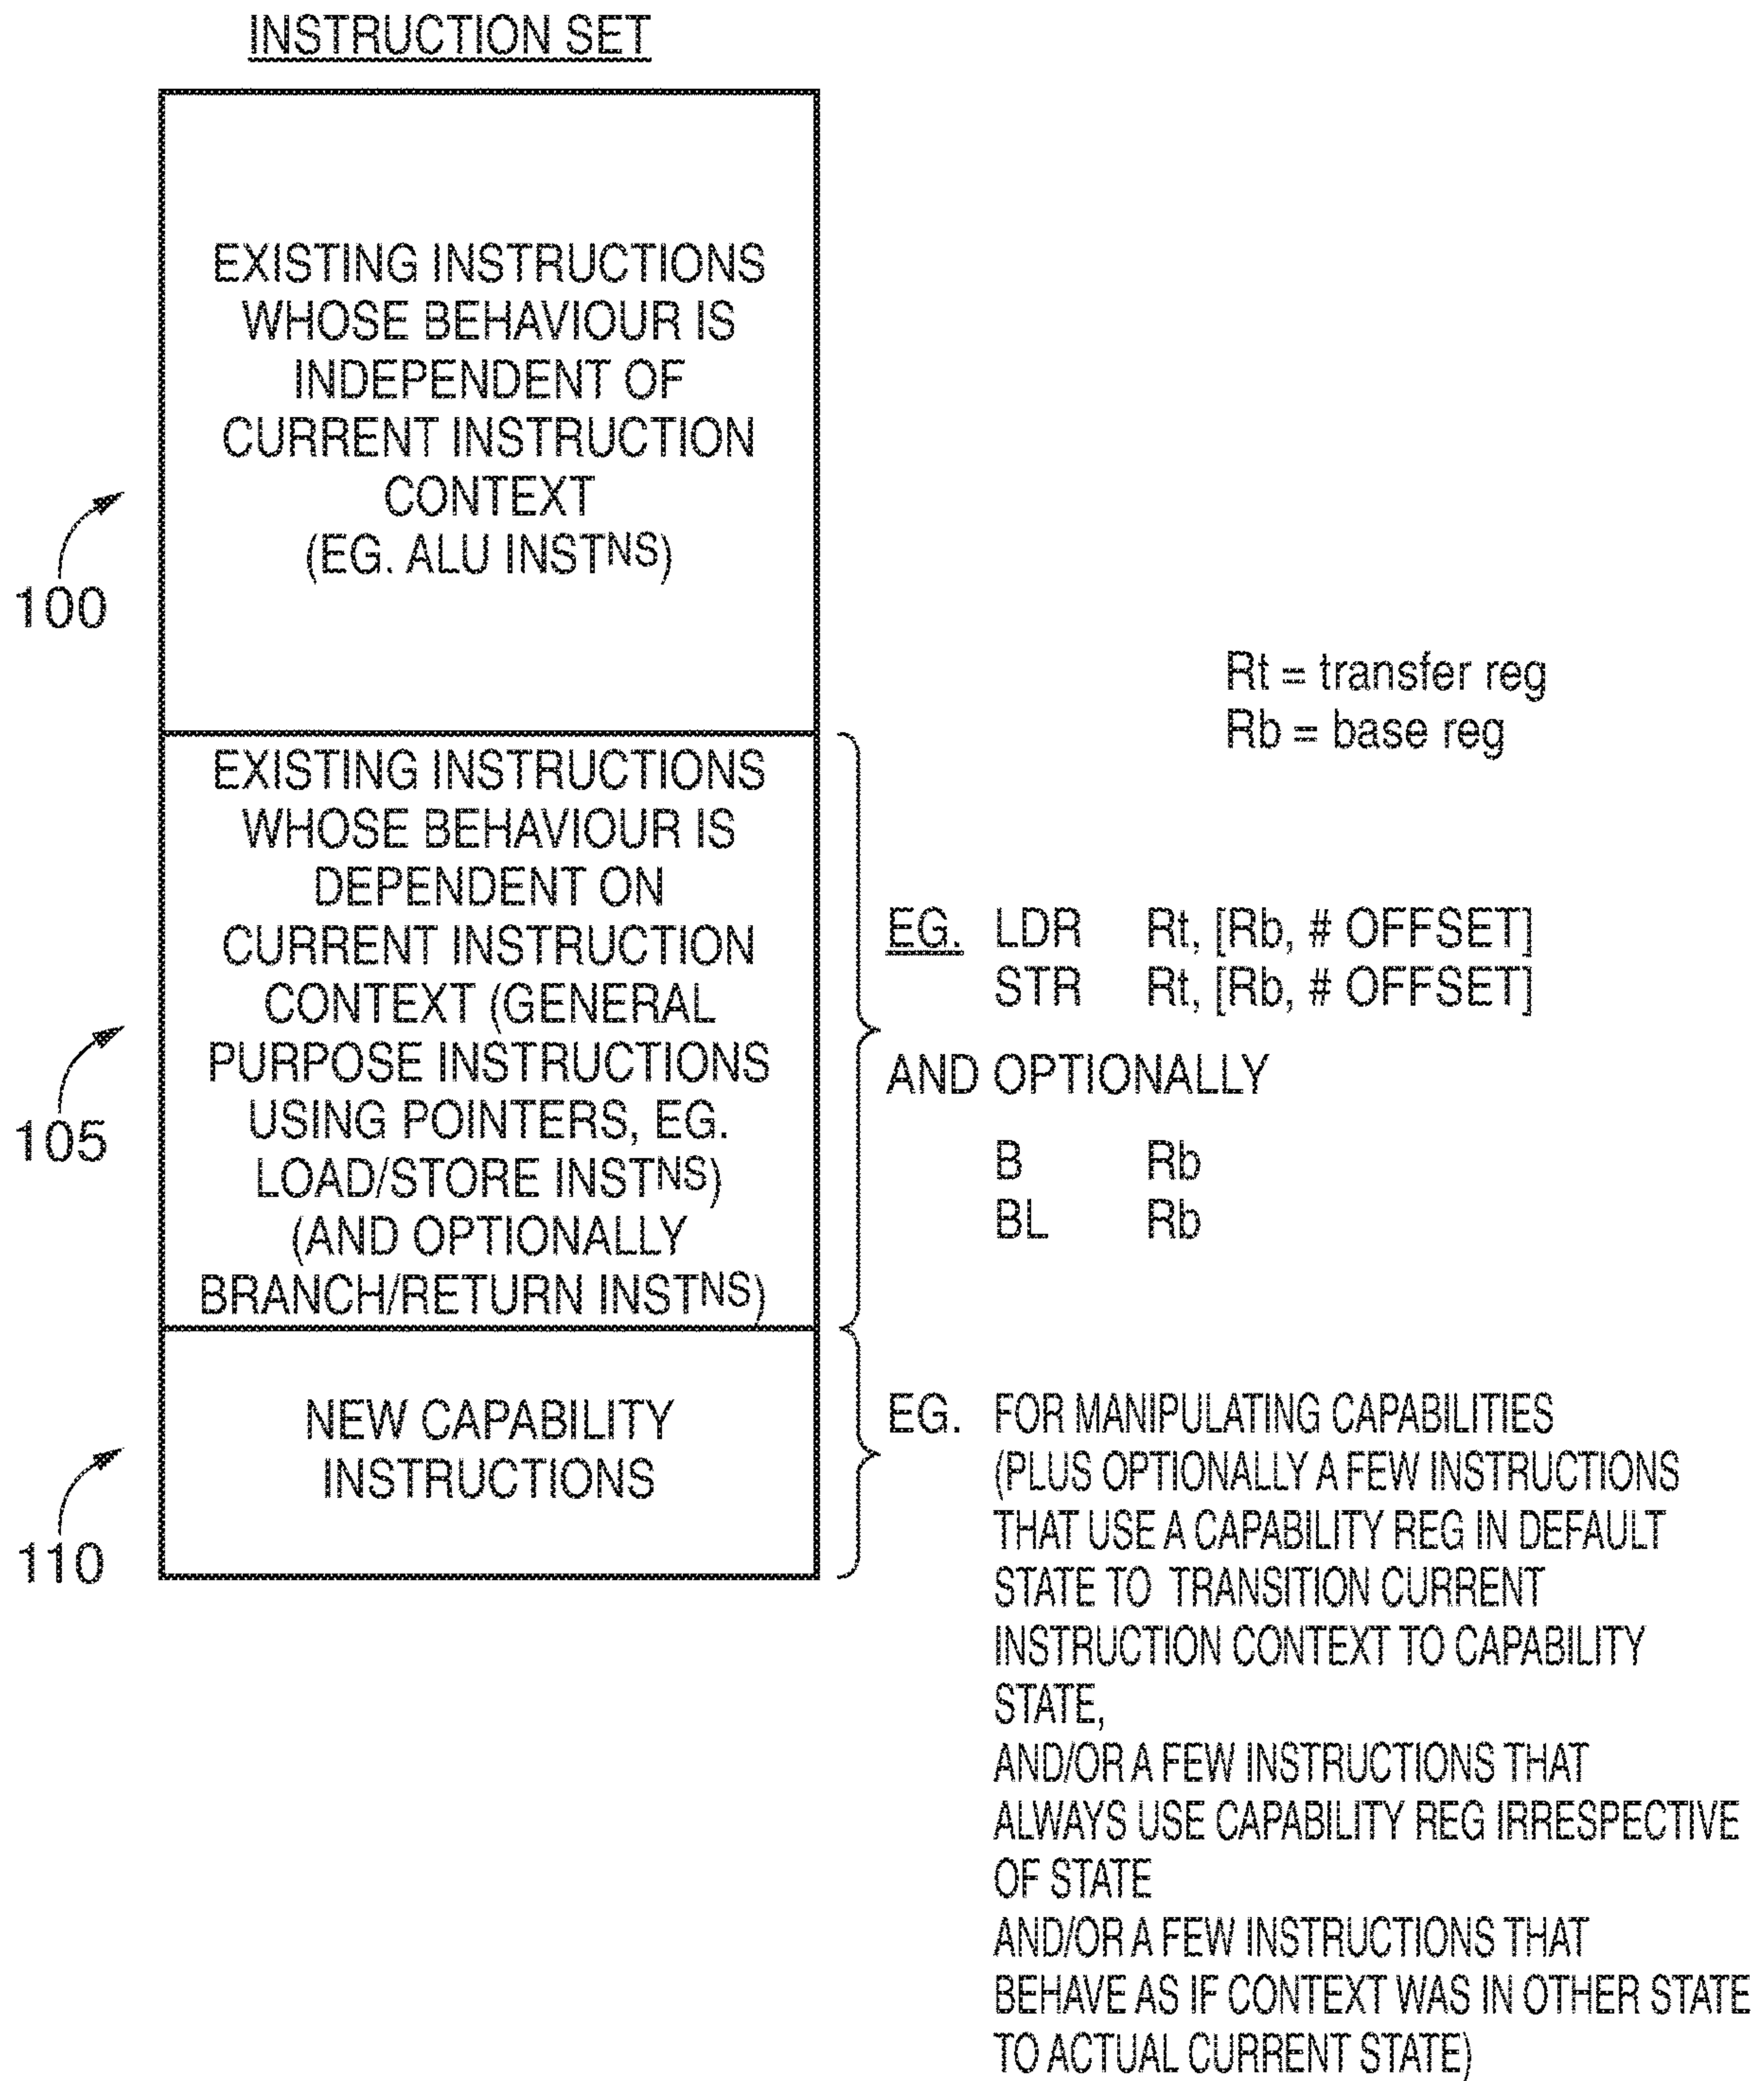 INSTRUCTION SET
EXISTING INSTRUCTIONS
WHOSE BEHAVIOUR IS
INDEPENDENT OF
CURRENT INSTRUCTION
CONTEXT
(EG. ALU INSTNS)
100
Rt = transfer reg
Rb = base reg
EXISTING INSTRUCTIONS
WHOSE BEHAVIOUR IS
DEPENDENT ON
CURRENT INSTRUCTION
CONTEXT (GENERAL
PURPOSE INSTRUCTIONS
USING POINTERS, EG.
LOAD/STORE INSTNS)
(AND OPTIONALLY
BRANCH/RETURN INSTNS)
105
EG. LDR Rt, [Rb, # OFFSET]
STR Rt, [Rb, # OFFSET]
AND OPTIONALLY
B Rb
BL Rb
NEW CAPABILITY
INSTRUCTIONS
110
EG. FOR MANIPULATING CAPABILITIES
(PLUS OPTIONALLY A FEW INSTRUCTIONS
THAT USE A CAPABILITY REG IN DEFAULT
STATE TO TRANSITION CURRENT
INSTRUCTION CONTEXT TO CAPABILITY
STATE,
AND/OR A FEW INSTRUCTIONS THAT
ALWAYS USE CAPABILITY REG IRRESPECTIVE
OF STATE
AND/OR A FEW INSTRUCTIONS THAT
BEHAVE AS IF CONTEXT WAS IN OTHER STATE
TO ACTUAL CURRENT STATE)